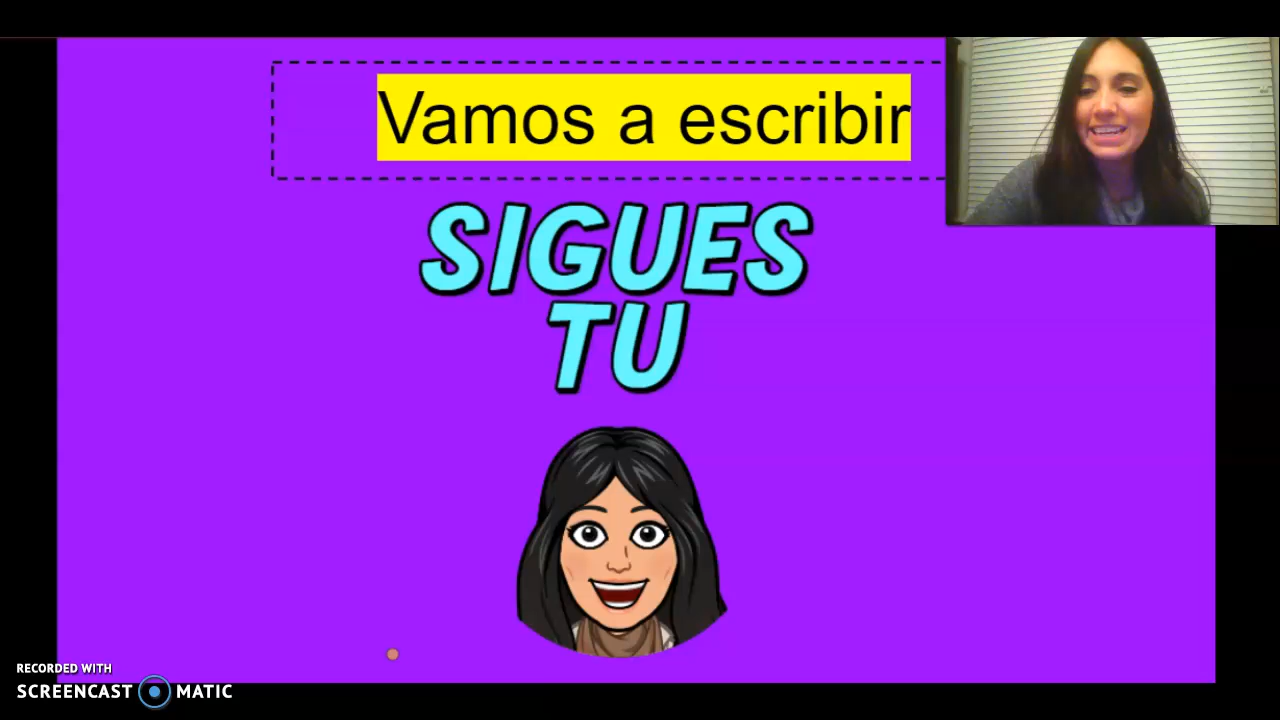 Vamos a escribir
SIGUES
TU
RECORDED WITH
SCREENCAST MATIC